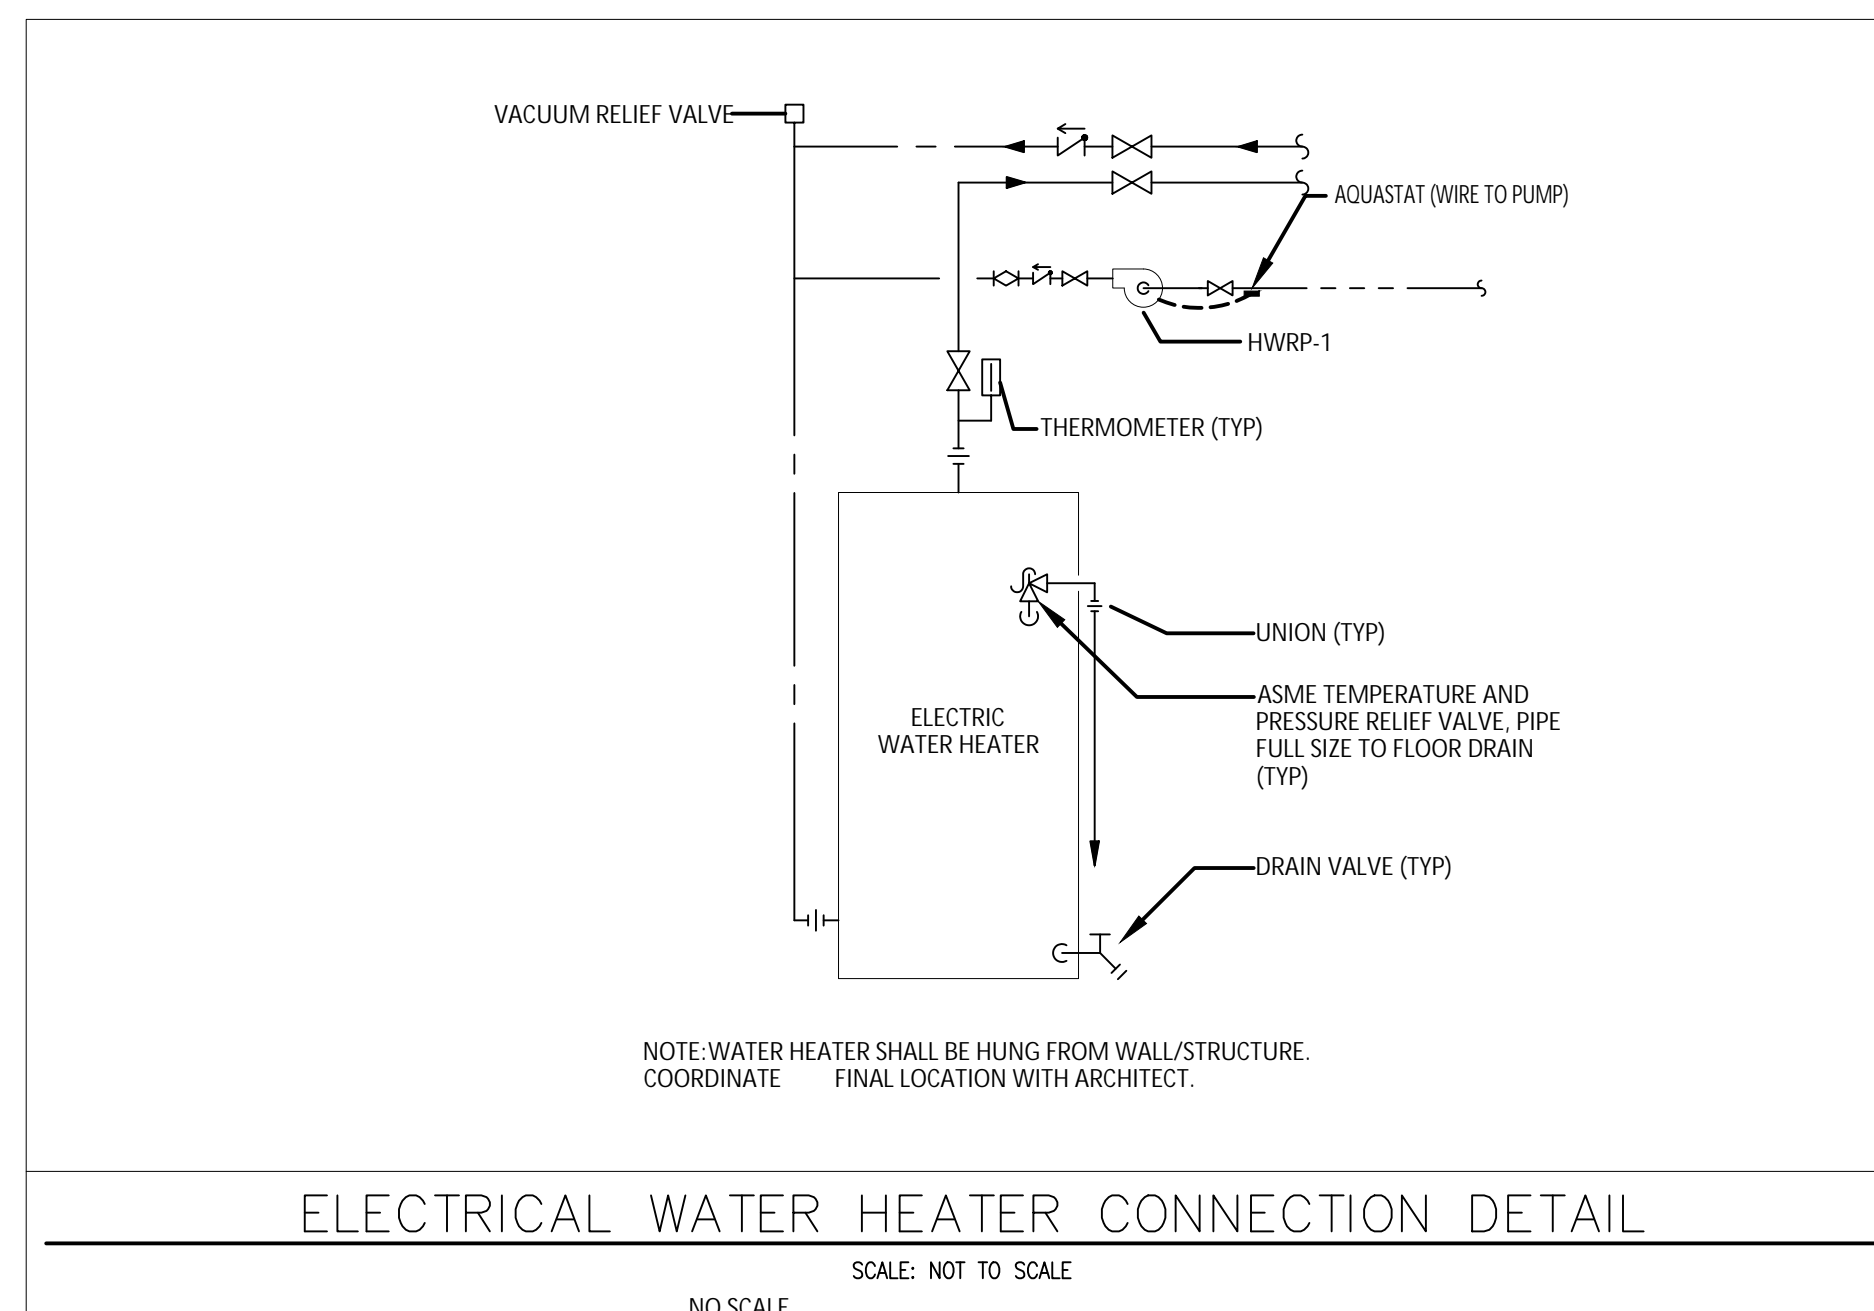 VACUUM RELIEF VALVE
AQUASTAT (WIRE TO PUMP)
HWRP-1
THERMOMETER (TYP)
UNION (TYP)
ASME TEMPERATURE AND
PRESSURE RELIEF VALVE, PIPE
FULL SIZE TO FLOOR DRAIN
(TYP)
ELECTRIC
WATER HEATER
DRAIN VALVE (TYP)
NOTE: WATER HEATER SHALL BE HUNG FROM WALL/STRUCTURE.
COORDINATE FINAL LOCATION WITH ARCHITECT.
ELECTRICAL WATER HEATER CONNECTION DETAIL
SCALE: NOT TO SCALE
NO SCALE